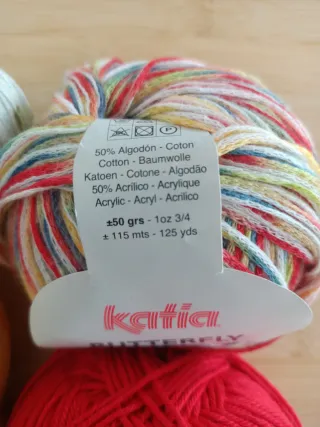 50% Algodón - Coton
Cotton - Baumwolle
Katoen - Cotone - Algodão
50% Acrílico - Acrylique
Acrylic - Acryl - Acrilico
±50 grs - 1oz 3/4
± 115 mts - 125 yds
katia
BUTTERFLY